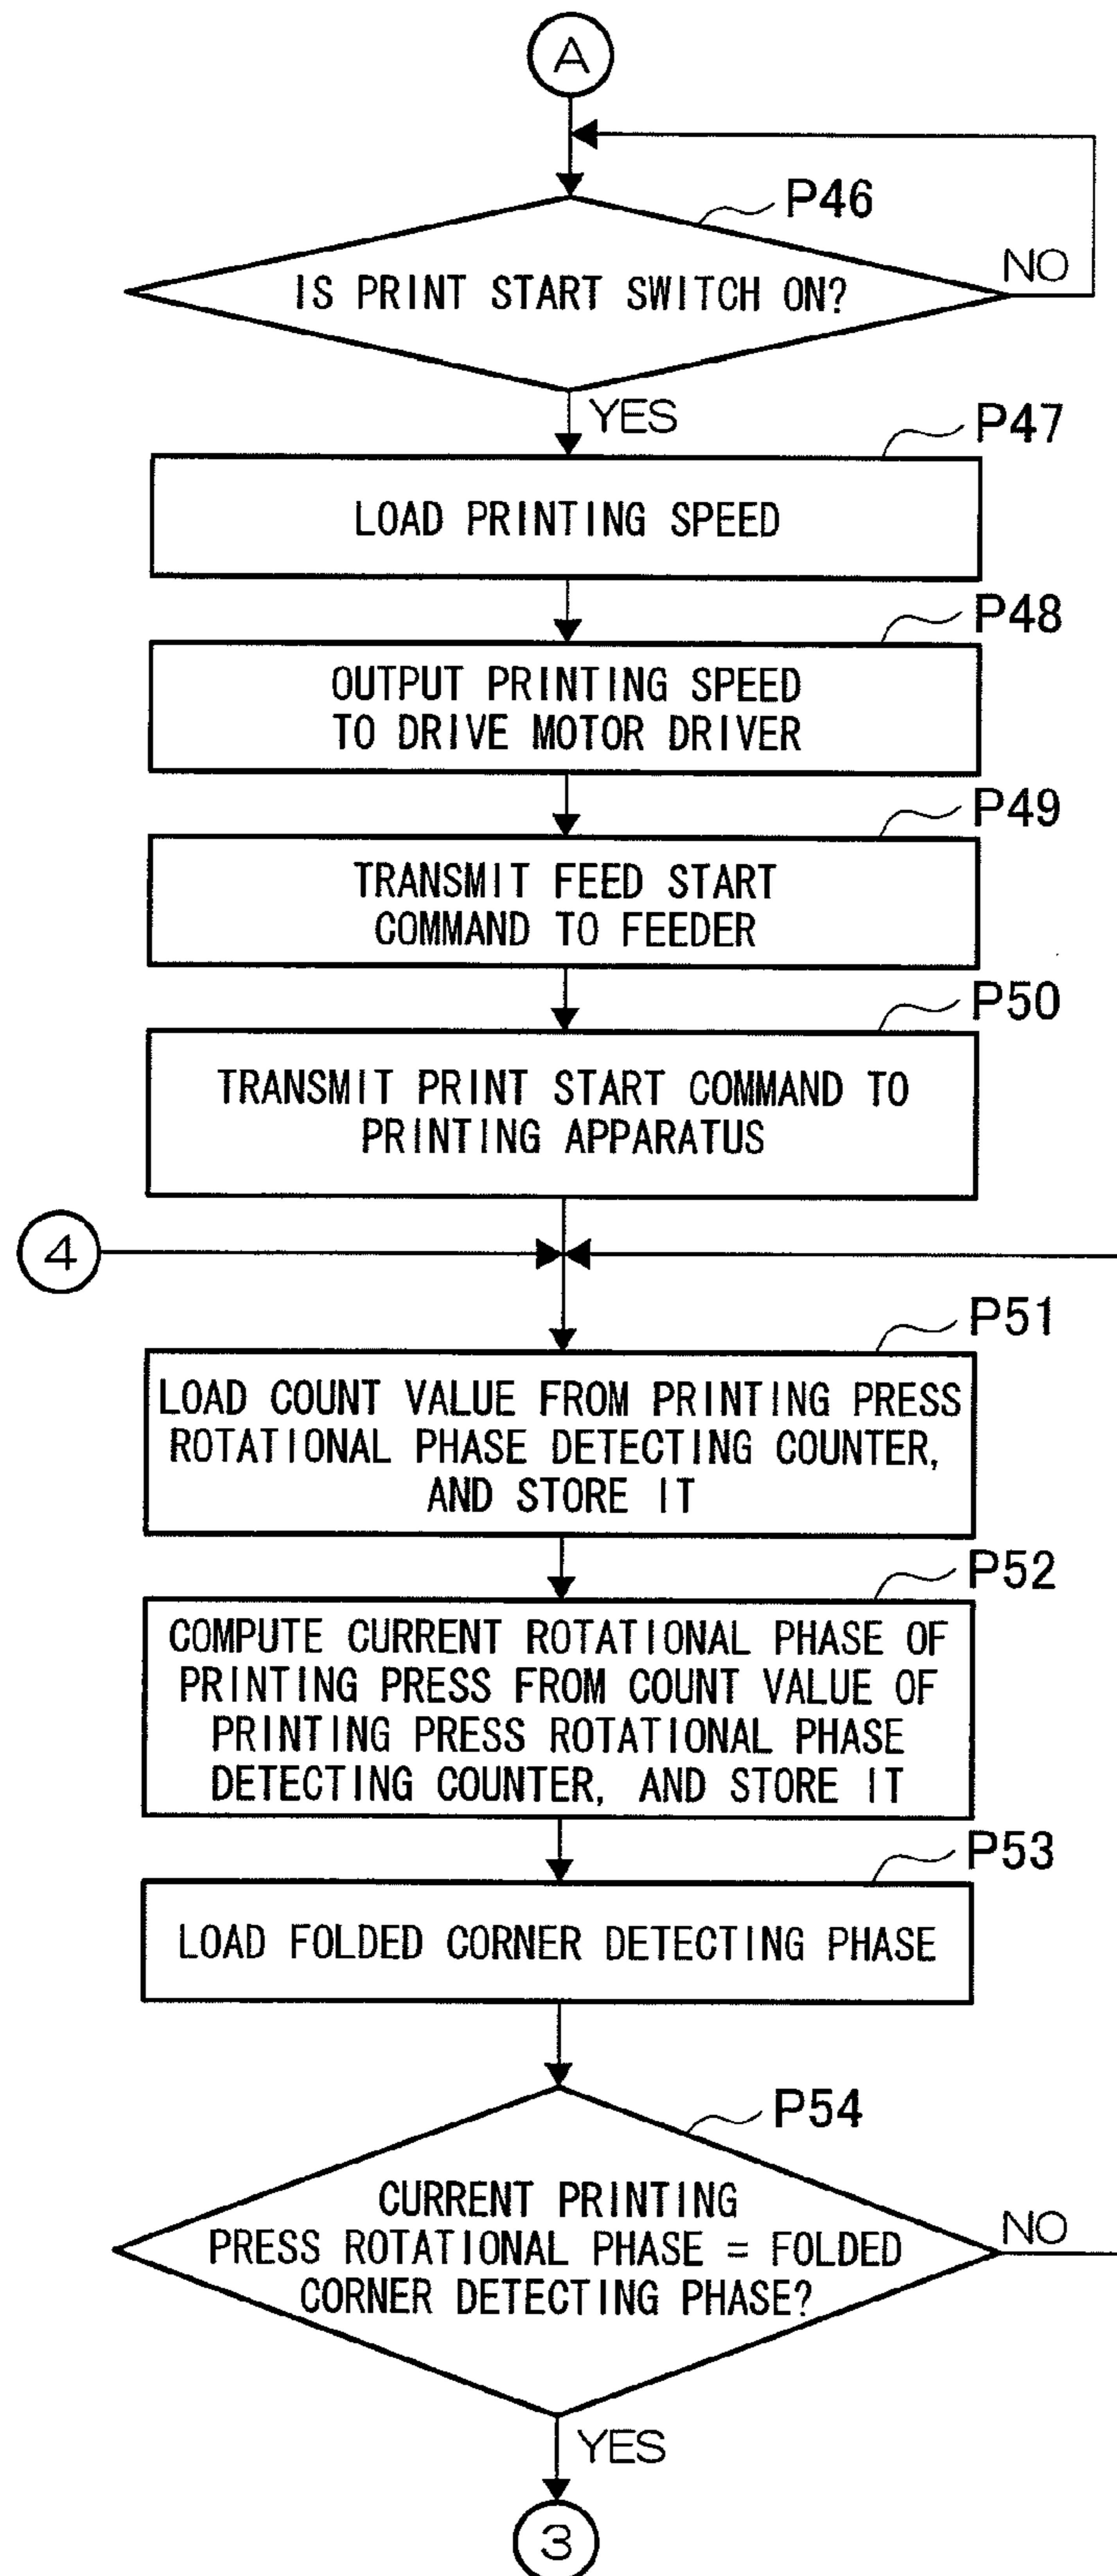 A
P46
IS PRINT START SWITCH ON?
NO
YES
P47
LOAD PRINTING SPEED
P48
OUTPUT PRINTING SPEED
TO DRIVE MOTOR DRIVER
P49
TRANSMIT FEED START
COMMAND TO FEEDER
P50
TRANSMIT PRINT START COMMAND TO
PRINTING APPARATUS
4
P51
LOAD COUNT VALUE FROM PRINTING PRESS
ROTATIONAL PHASE DETECTING COUNTER,
AND STORE IT
P52
COMPUTE CURRENT ROTATIONAL PHASE OF
PRINTING PRESS FROM COUNT VALUE OF
PRINTING PRESS ROTATIONAL PHASE
DETECTING COUNTER, AND STORE IT
P53
LOAD FOLDED CORNER DETECTING PHASE
P54
CURRENT PRINTING
PRESS ROTATIONAL PHASE = FOLDED
CORNER DETECTING PHASE?
NO
YES
3